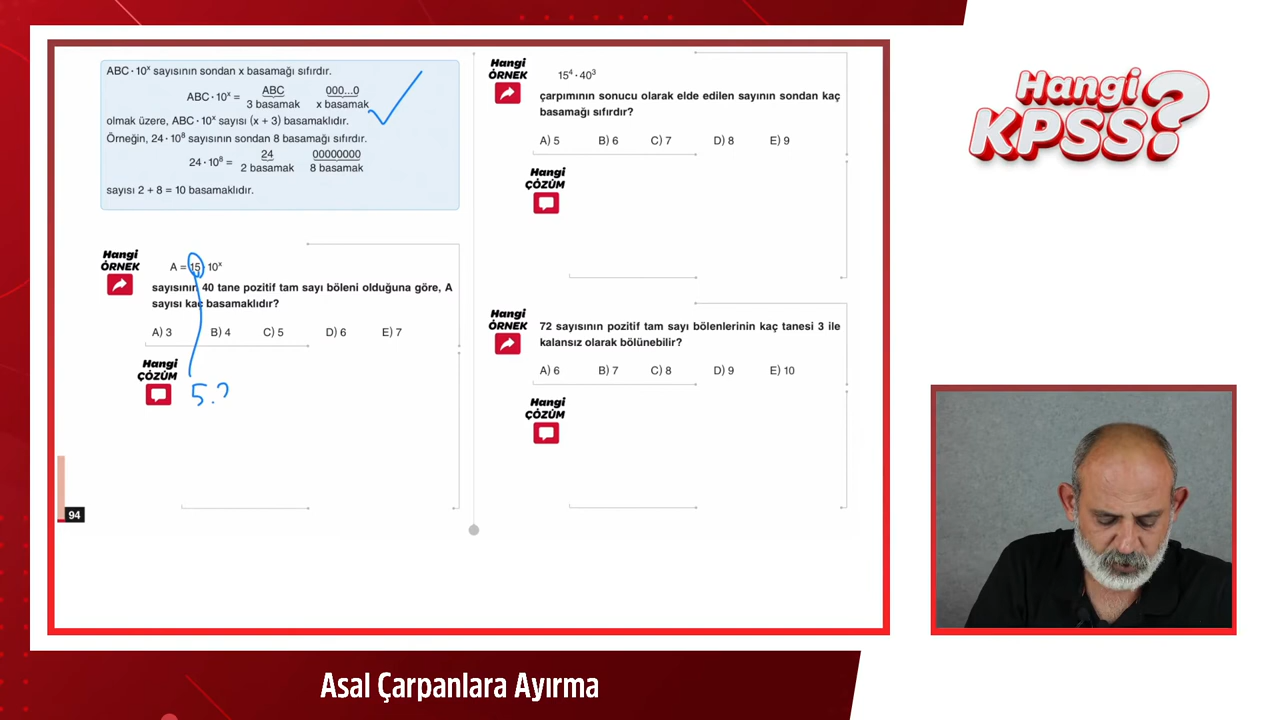 ABC · 10ˣ sayısının sondan x basamağı sıfırdır.
ABC · 10ˣ = ABC 000...0
3 basamak x basamak
olmak üzere, ABC · 10ˣ sayısı (x + 3) basamaklıdır.
Örneğin, 24 · 10⁸ sayısının sondan 8 basamağı sıfırdır.
24 · 10⁸ = 24 00000000
2 basamak 8 basamak
sayısı 2 + 8 = 10 basamaklıdır.
Hangi
ÖRNEK
A = 15 · 10ˣ
sayısının 40 tane pozitif tam sayı böleni olduğuna göre, A
sayısı kaç basamaklıdır?
A) 3 B) 4 C) 5 D) 6 E) 7
Hangi
ÇÖZÜM
5.
94
Hangi
ÖRNEK
15⁴ · 40³
çarpımının sonucu olarak elde edilen sayının sondan kaç
basamağı sıfırdır?
A) 5 B) 6 C) 7 D) 8 E) 9
Hangi
ÇÖZÜM
Hangi
ÖRNEK
72 sayısının pozitif tam sayı bölenlerinin kaç tanesi 3 ile
kalansız olarak bölünebilir?
A) 6 B) 7 C) 8 D) 9 E) 10
Hangi
ÇÖZÜM
Hangi
KPSS?
Asal Çarpanlara Ayırma